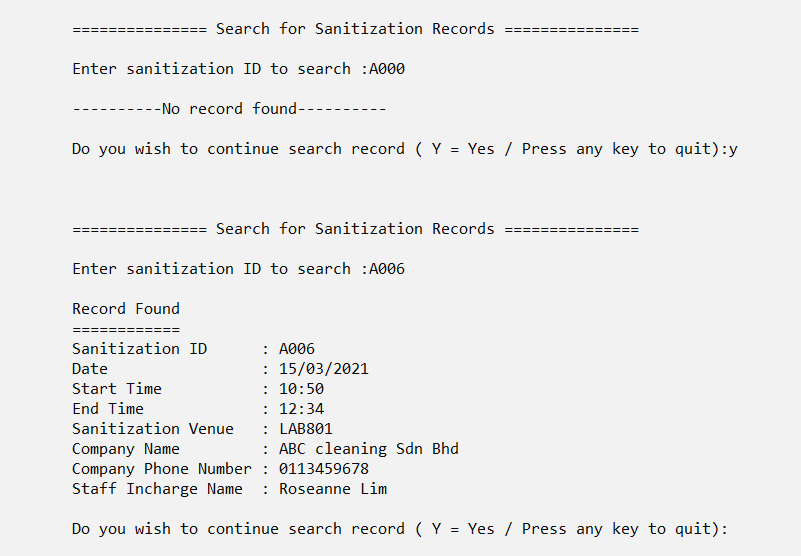 =============== Search for Sanitization Records ===============
Enter sanitization ID to search :A000
----------No record found----------
Do you wish to continue search record ( Y = Yes / Press any key to quit):y
=============== Search for Sanitization Records ===============
Enter sanitization ID to search :A006
Record Found
============
Sanitization ID      : A006
Date                 : 15/03/2021
Start Time           : 10:50
End Time             : 12:34
Sanitization Venue   : LAB801
Company Name         : ABC cleaning Sdn Bhd
Company Phone Number : 0113459678
Staff Incharge Name  : Roseanne Lim
Do you wish to continue search record ( Y = Yes / Press any key to quit):